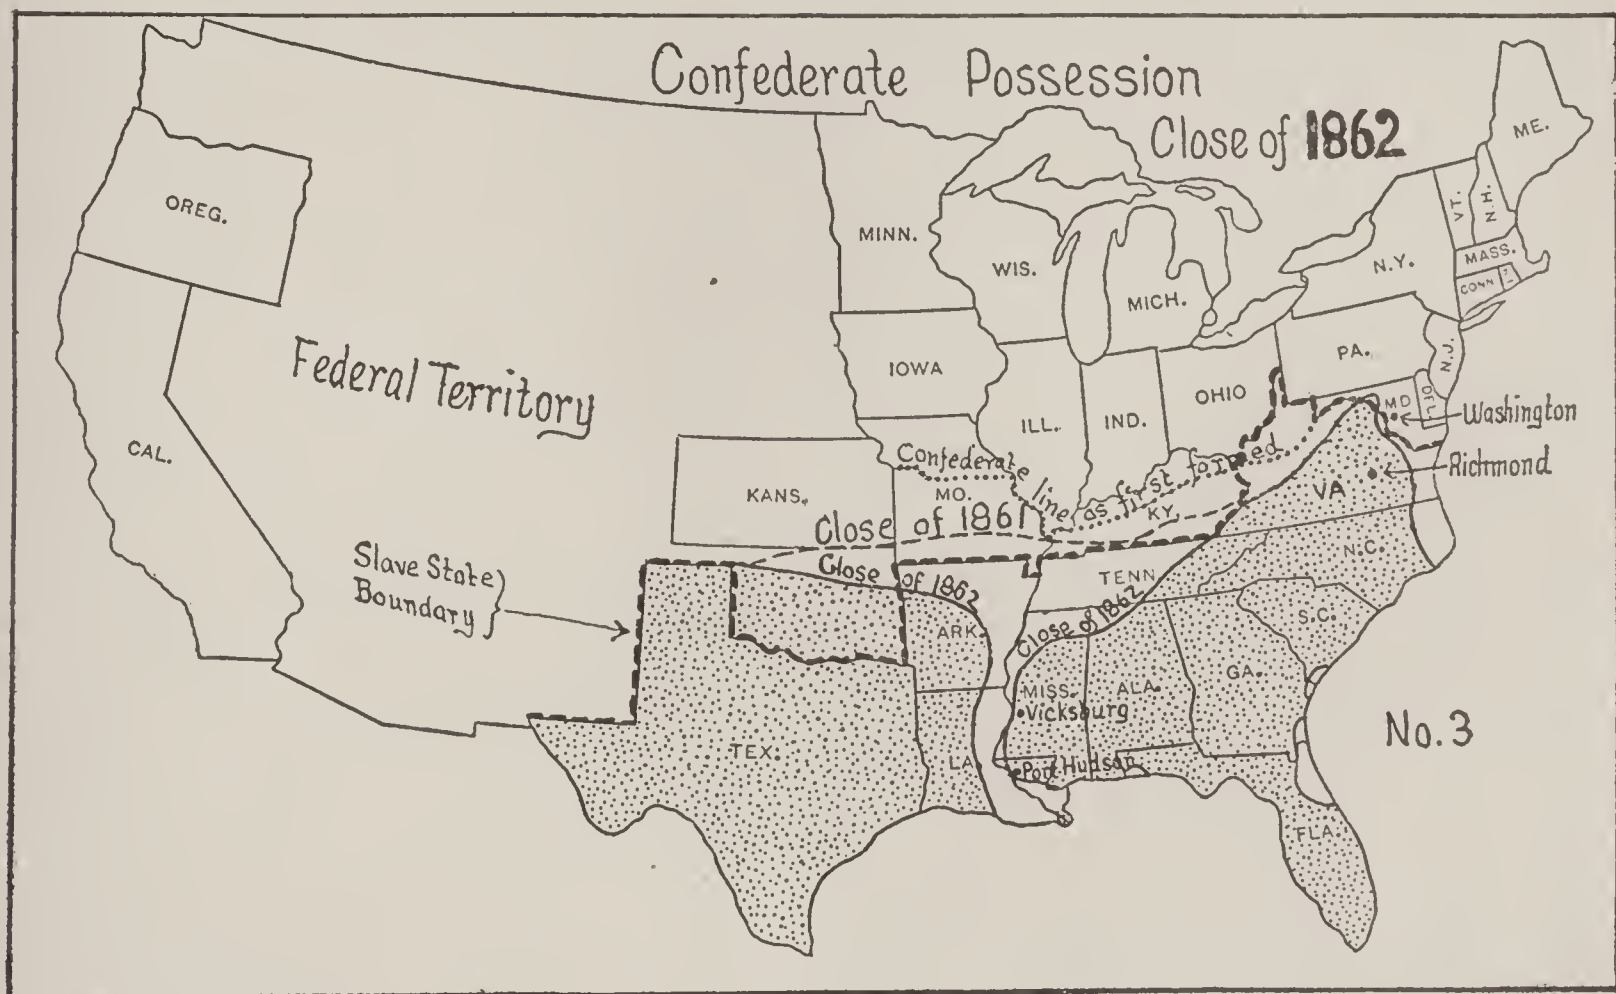 Confederate Possession
Close of 1862
ME.
VT.
N.H.
OREG.
MINN.
WIS.
MICH.
N.Y.
MASS.
CONN
Federal Territory
IOWA
PA.
N.J.
OHIO
ILL.
IND.
MD
DEL.
Washington
CAL.
Confederate line as first formed
Richmond
KANS.
MO.
KY.
VA
Close of 1861
Slave State
Boundary
Close of 1862
TENN
N.C.
Close of 1862
ARK.
S.C.
MISS.
ALA.
GA.
Vicksburg
No. 3
TEX.
LA.
Port Hudson
FLA.